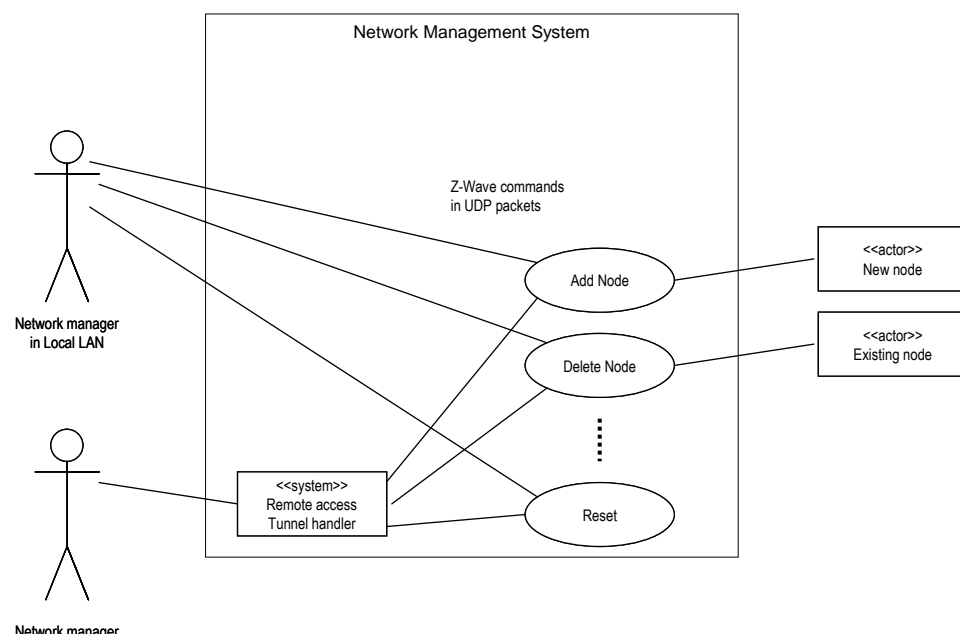 Network Management System
Z-Wave commands
in UDP packets
<<actor>>
New node
Add Node
Network manager
in Local LAN
<<actor>>
Existing node
Delete Node
<<system>>
Remote access
Tunnel handler
Reset
Network manager